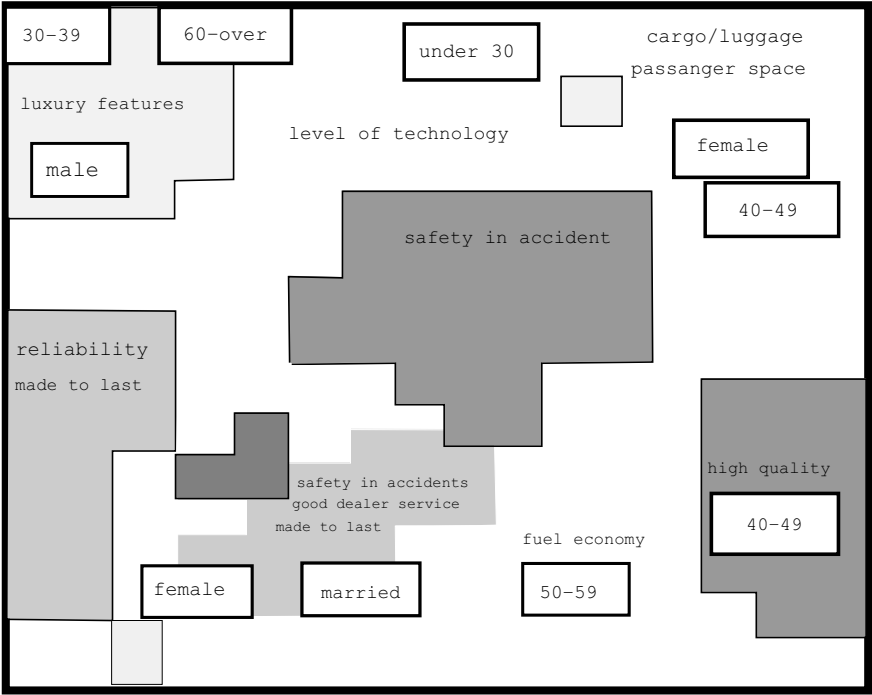 30-39
60-over
under 30
cargo/luggage
passanger space
luxury features
level of technology
male
female
40-49
safety in accident
reliability
made to last
high quality
40-49
safety in accidents
good dealer service
made to last
fuel economy
female
married
50-59